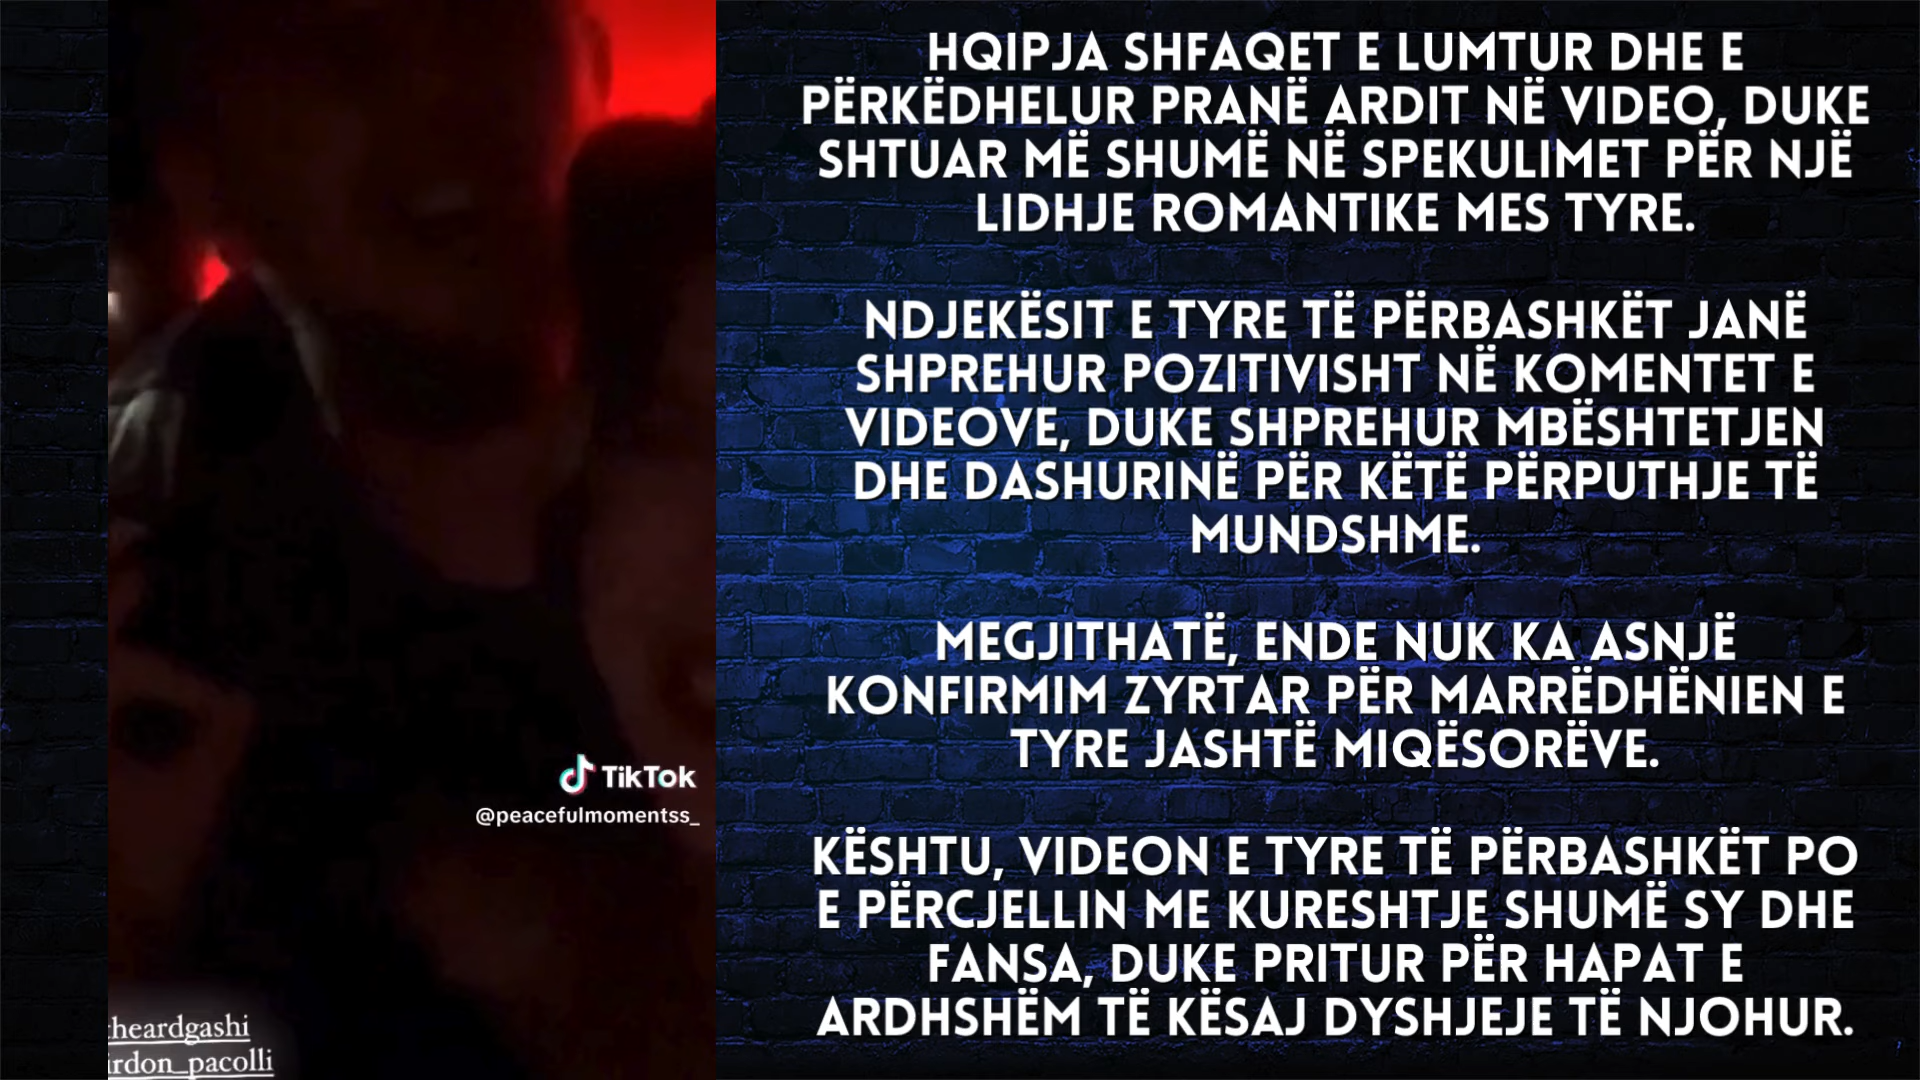 HQIPJA SHFAQET E LUMTUR DHE E
PËRKËDHELUR PRANË ARDIT NË VIDEO, DUKE
SHTUAR MË SHUMË NË SPEKULIMET PËR NJË
LIDHJE ROMANTIKE MES TYRE.
NDJEKËSIT E TYRE TË PËRBASHKËT JANË
SHPREHUR POZITIVISHT NË KOMENTET E
VIDEOVE, DUKE SHPREHUR MBËSHTETJEN
DHE DASHURINË PËR KËTË PËRPUTHJE TË
MUNDSHME.
MEGJITHATË, ENDE NUK KA ASNJË
KONFIRMIM ZYRTAR PËR MARRËDHËNIEN E
TYRE JASHTË MIQËSORËVE.
KËSHTU, VIDEON E TYRE TË PËRBASHKËT PO
E PËRCJELLIN ME KURESHTJE SHUMË SY DHE
FANSA, DUKE PRITUR PËR HAPAT E
ARDHSHËM TË KËSAJ DYSHJEJE TË NJOHUR.
TikTok
@peacefulmomentss_
heardgashi
rdon_pacolli